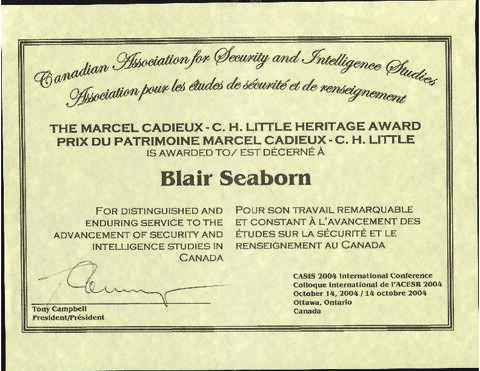 Canadian Association for Security and Intelligence Studies
Association pour les études de sécurité et de renseignement
THE MARCEL CADIEUX - C. H. LITTLE HERITAGE AWARD
PRIX DU PATRIMOINE MARCEL CADIEUX - C. H. LITTLE
IS AWARDED TO/ EST DÉCERNÉ À
Blair Seaborn
FOR DISTINGUISHED AND
ENDURING SERVICE TO THE
ADVANCEMENT OF SECURITY AND
INTELLIGENCE STUDIES IN
CANADA
POUR SON TRAVAIL REMARQUABLE
ET CONSTANT À L'AVANCEMENT DES
ÉTUDES SUR LA SÉCURITÉ ET LE
RENSEIGNEMENT AU CANADA
Tony Campbell
President/Président
CASIS 2004 International Conference
Colloque International de l'ACESR 2004
October 14, 2004 / 14 octobre 2004
Ottawa, Ontario
Canada